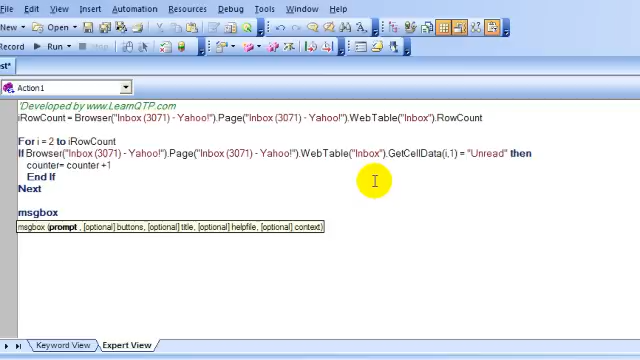 File Edit View Insert Automation Resources Debug Tools Window Help
New Open
Record Run Stop
est*
Action1
'Developed by www.LearnQTP.com
iRowCount = Browser("Inbox (3071) - Yahoo!").Page("Inbox (3071) - Yahoo!").WebTable("Inbox").RowCount
For i = 2 to iRowCount
If Browser("Inbox (3071) - Yahoo!").Page("Inbox (3071) - Yahoo!").WebTable("Inbox").GetCellData(i,1) = "Unread" then
counter= counter +1
End If
Next
msgbox
msgbox (prompt , [optional] buttons, [optional] title, [optional] helpfile, [optional] context)
Keyword View Expert View